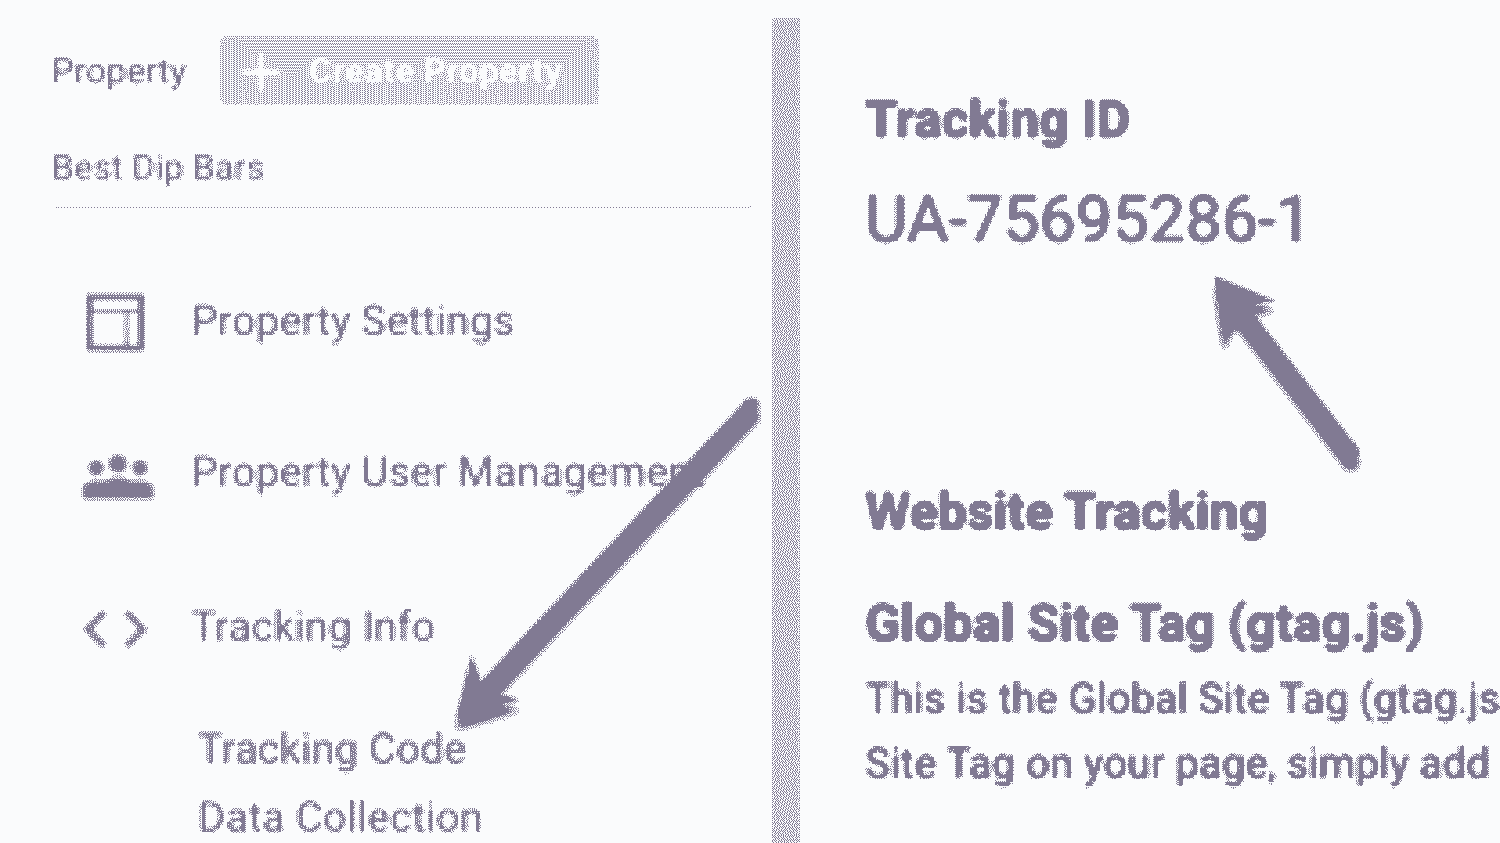 Property
+ Create Property
Best Dip Bars
Property Settings
Property User Management
Tracking Info
Tracking Code
Data Collection
Tracking ID
UA-75695286-1
Website Tracking
Global Site Tag (gtag.js)
This is the Global Site Tag (gtag.js
Site Tag on your page, simply add